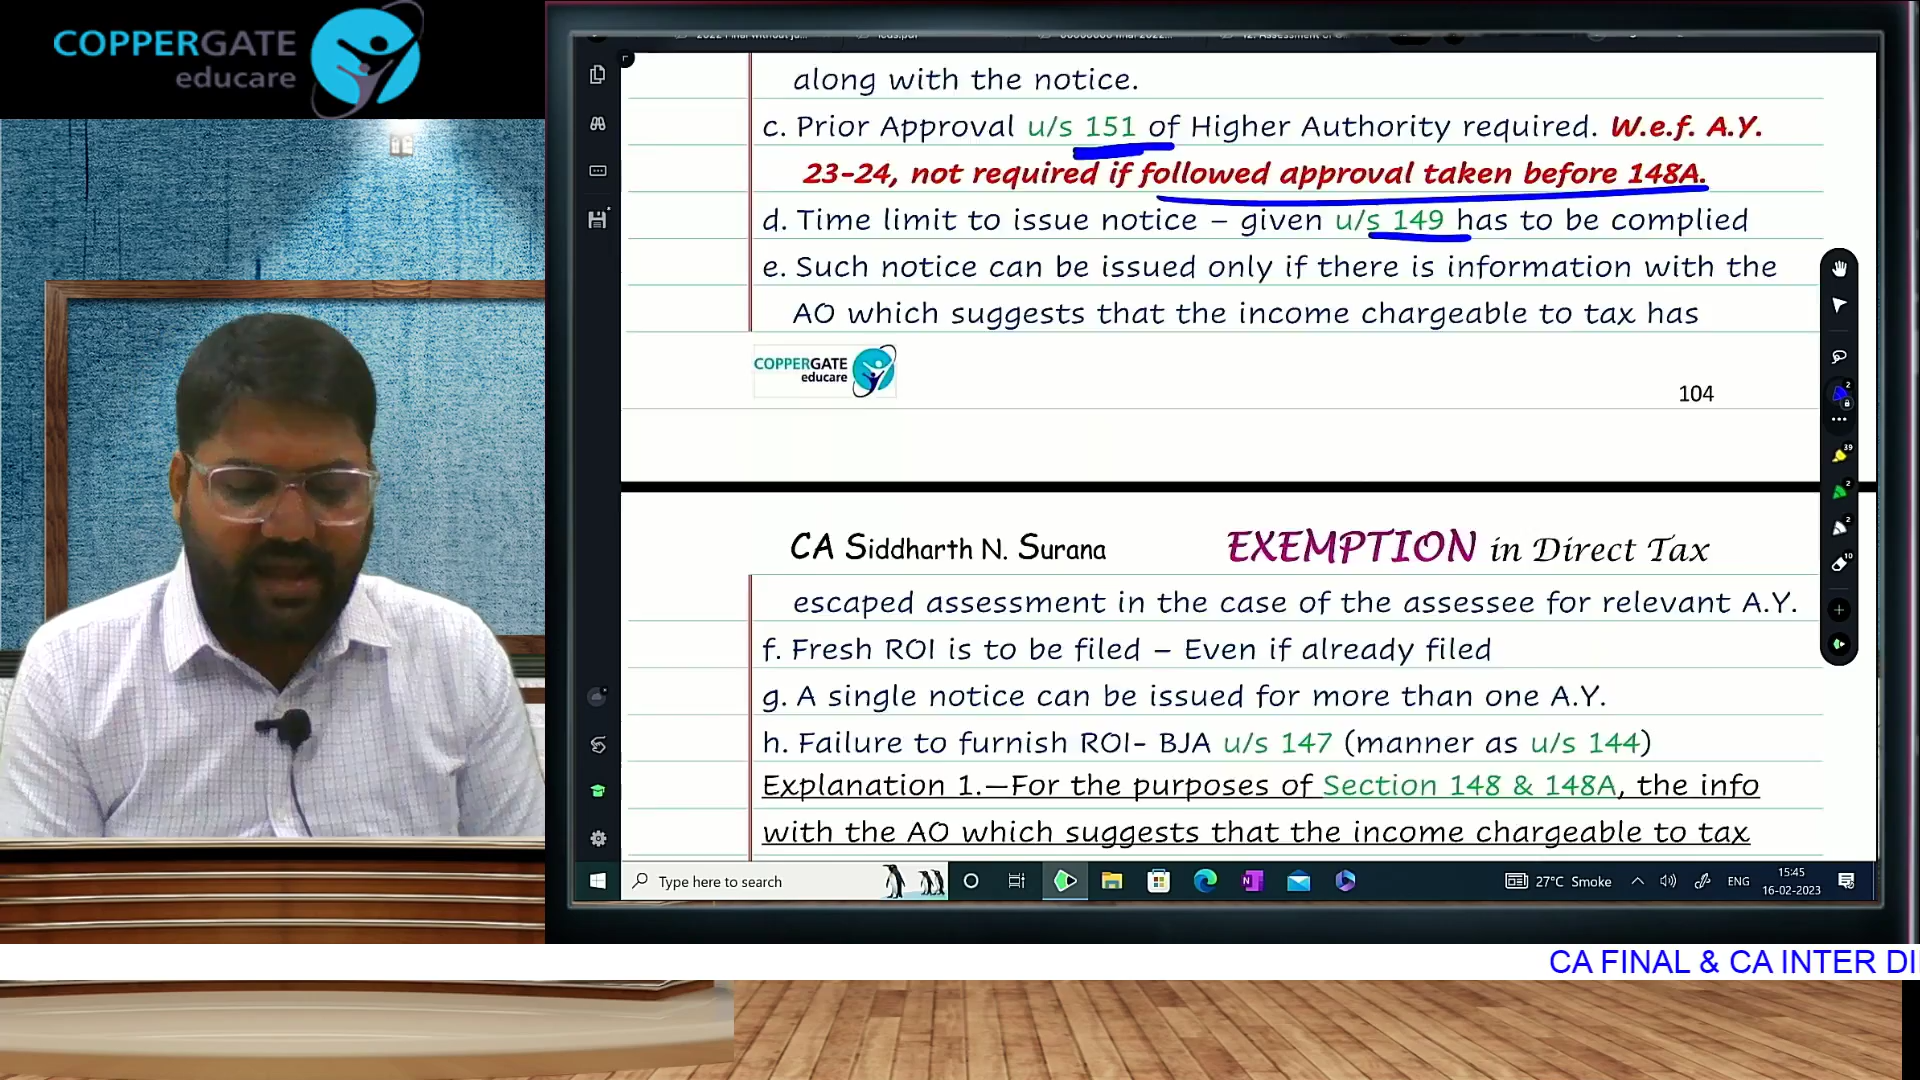 COPPERGATE
educare
along with the notice.
c. Prior Approval u/s 151 of Higher Authority required. W.e.f. A.Y.
23-24, not required if followed approval taken before 148A.
d. Time limit to issue notice – given u/s 149 has to be complied
e. Such notice can be issued only if there is information with the
AO which suggests that the income chargeable to tax has
COPPERGATE
educare
104
CA Siddharth N. Surana EXEMPTION in Direct Tax
escaped assessment in the case of the assessee for relevant A.Y.
f. Fresh ROI is to be filed – Even if already filed
g. A single notice can be issued for more than one A.Y.
h. Failure to furnish ROI- BJA u/s 147 (manner as u/s 144)
Explanation 1.—For the purposes of Section 148 & 148A, the info
with the AO which suggests that the income chargeable to tax
Type here to search
27°C Smoke
ENG
15:45
16-02-2023
CA FINAL & CA INTER DI